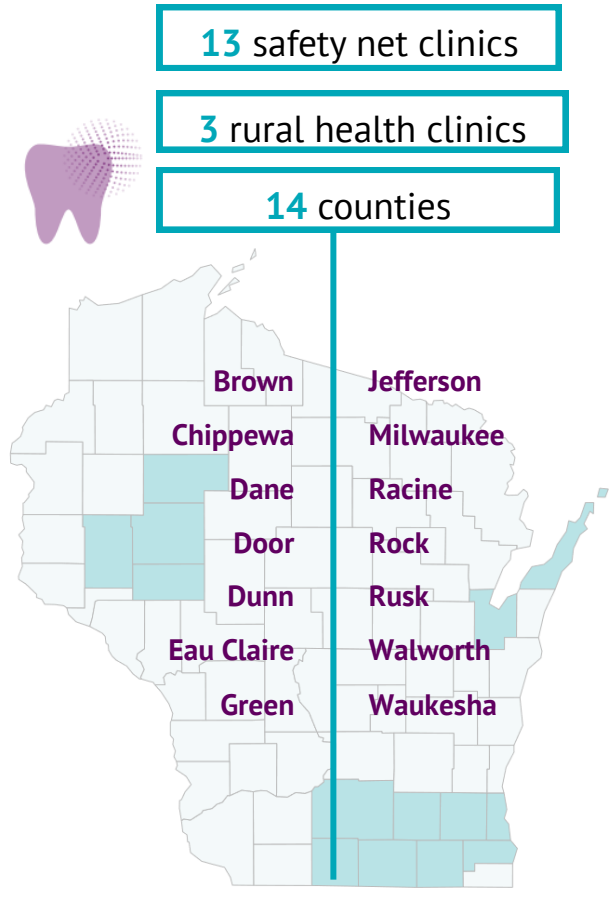 13 safety net clinics
3 rural health clinics
14 counties
Brown
Chippewa
Dane
Door
Dunn
Eau Claire
Green
Jefferson
Milwaukee
Racine
Rock
Rusk
Walworth
Waukesha